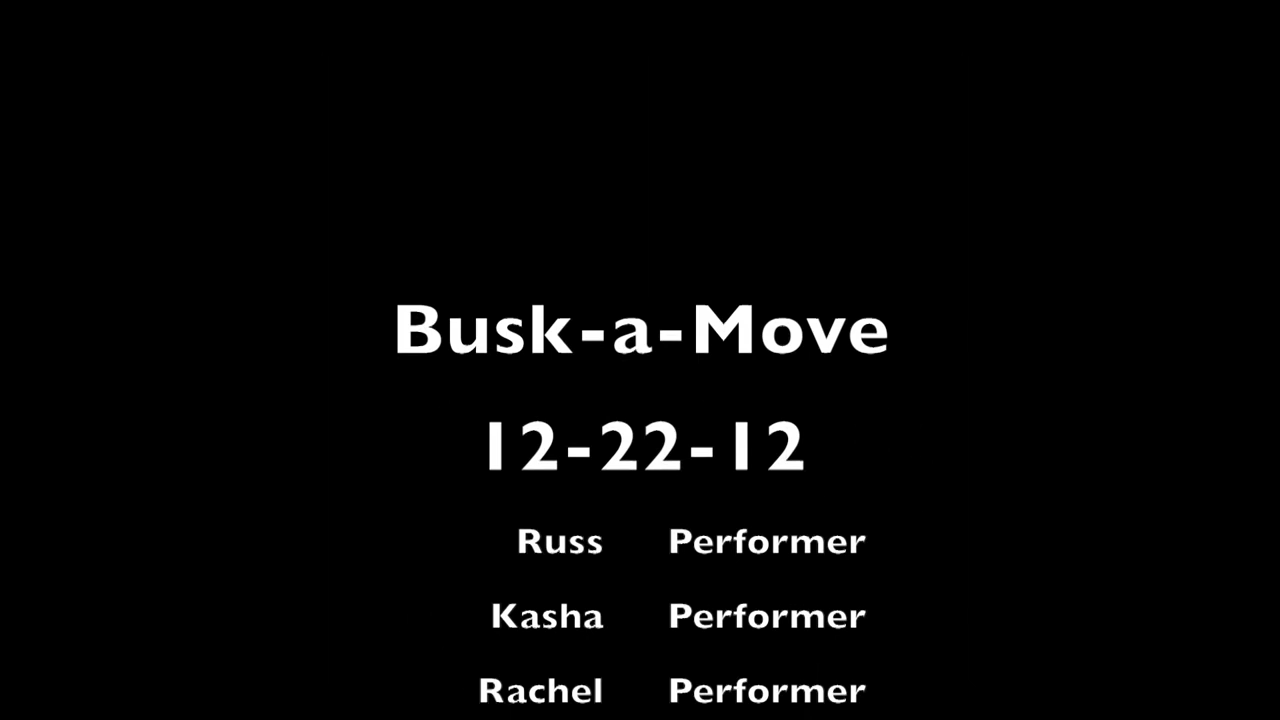 Busk-a-Move
12-22-12
Russ Performer
Kasha Performer
Rachel Performer